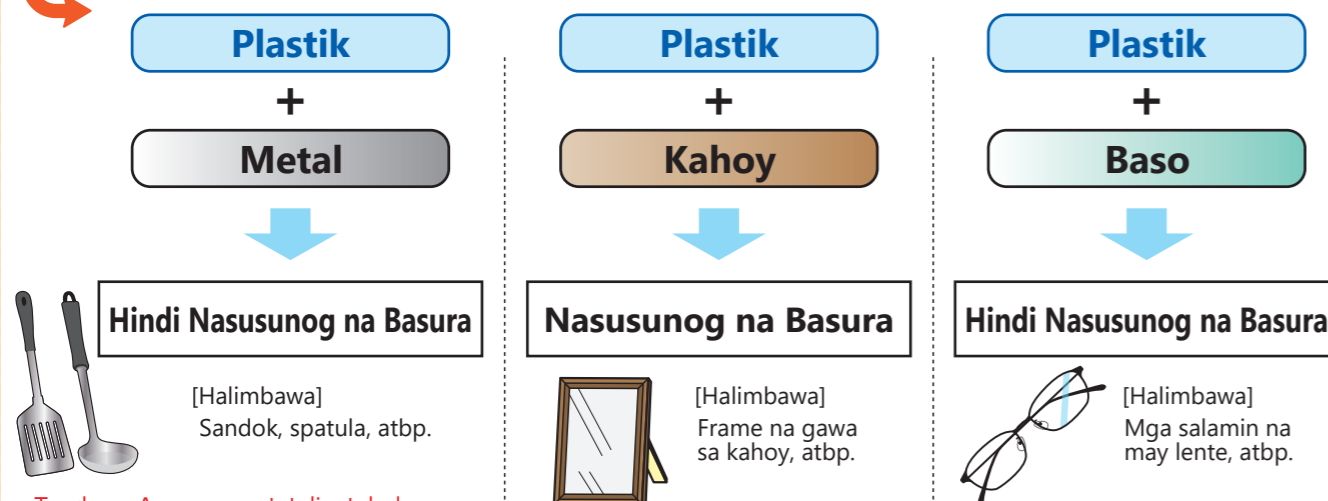 Plastik
+
Metal
Hindi Nasusunog na Basura
[Halimbawa]
Sandok, spatula, atbp.
Plastik
+
Kahoy
Nasusunog na Basura
[Halimbawa]
Frame na gawa
sa kahoy, atbp.
Plastik
+
Baso
Hindi Nasusunog na Basura
[Halimbawa]
Mga salamin na
may lente, atbp.